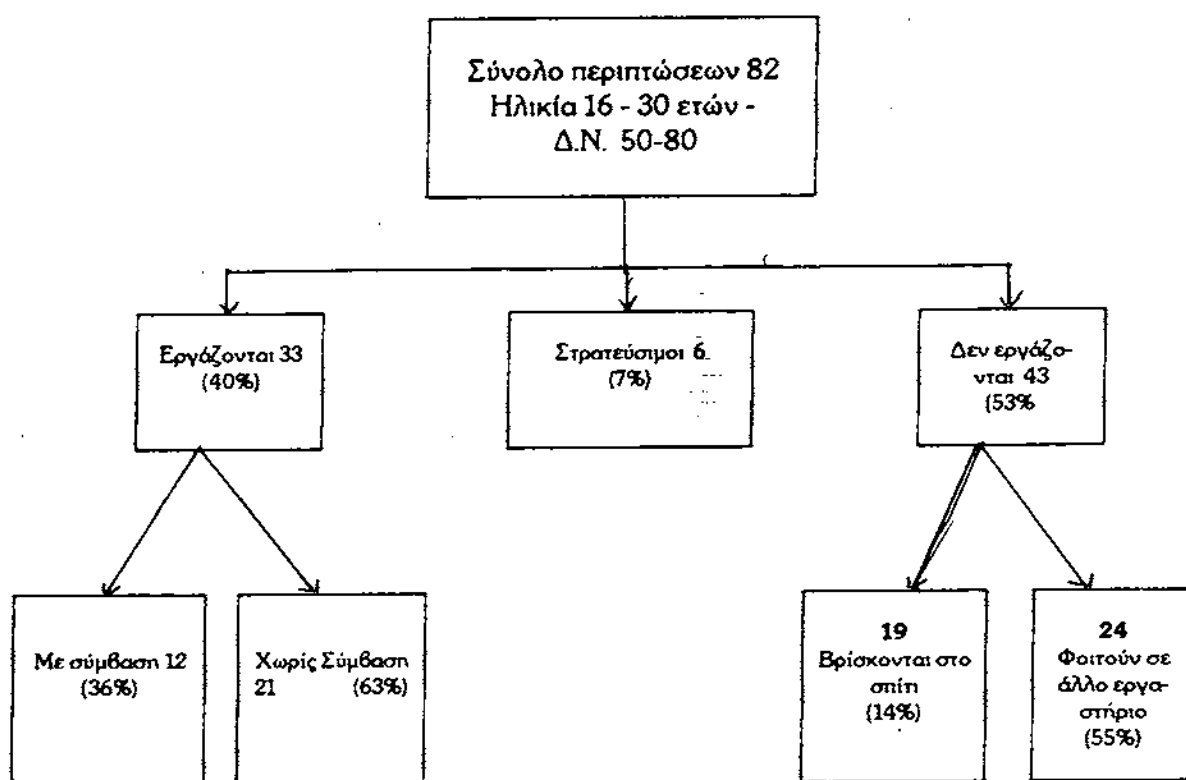 Σύνολο περιπτώσεων 82
Ηλικία 16 - 30 ετών -
Δ.Ν. 50-80
Εργάζονται 33
(40%)
Στρατεύσιμοι 6
(7%)
Δεν εργάζο-
νται 43
(53%
Με σύμβαση 12
(36%)
Χωρίς Σύμβαση
21 (63%)
19
Βρίσκονται στο
σπίτι
(14%)
24
Φοιτούν σε
άλλο εργα-
στήριο
(55%)